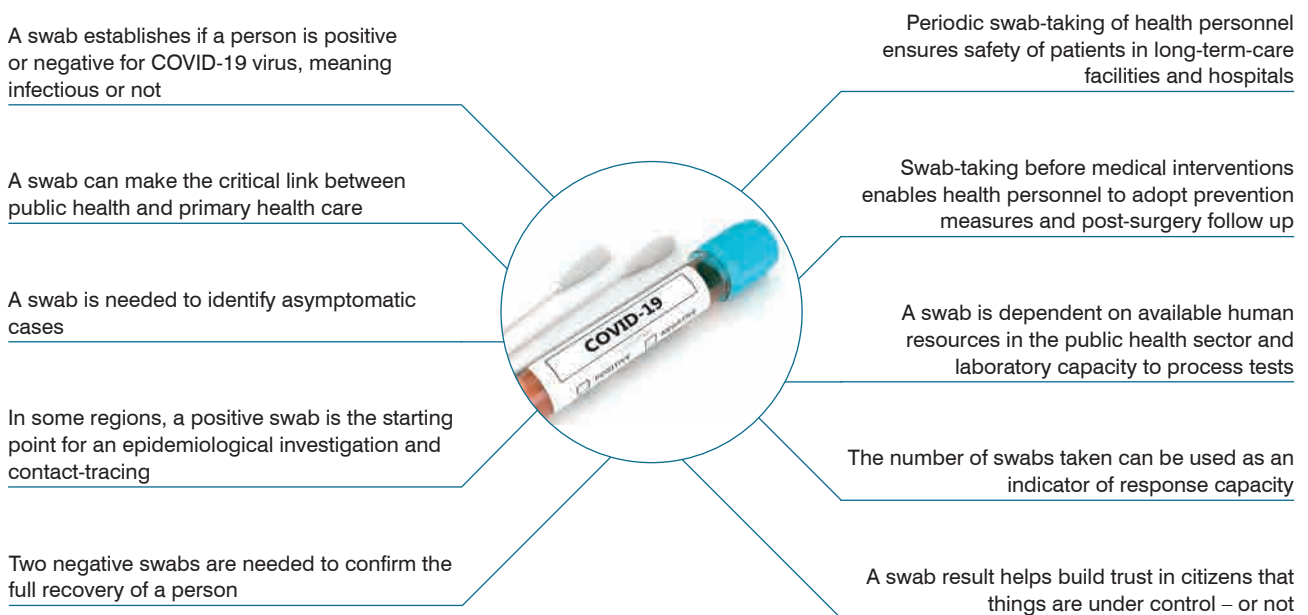 A swab establishes if a person is positive
or negative for COVID-19 virus, meaning
infectious or not
A swab can make the critical link between
public health and primary health care
A swab is needed to identify asymptomatic
cases
In some regions, a positive swab is the starting
point for an epidemiological investigation and
contact-tracing
Two negative swabs are needed to confirm the
full recovery of a person
COVID-19
POSITIVE
NEGATIVE
Periodic swab-taking of health personnel
ensures safety of patients in long-term-care
facilities and hospitals
Swab-taking before medical interventions
enables health personnel to adopt prevention
measures and post-surgery follow up
A swab is dependent on available human
resources in the public health sector and
laboratory capacity to process tests
The number of swabs taken can be used as an
indicator of response capacity
A swab result helps build trust in citizens that
things are under control – or not